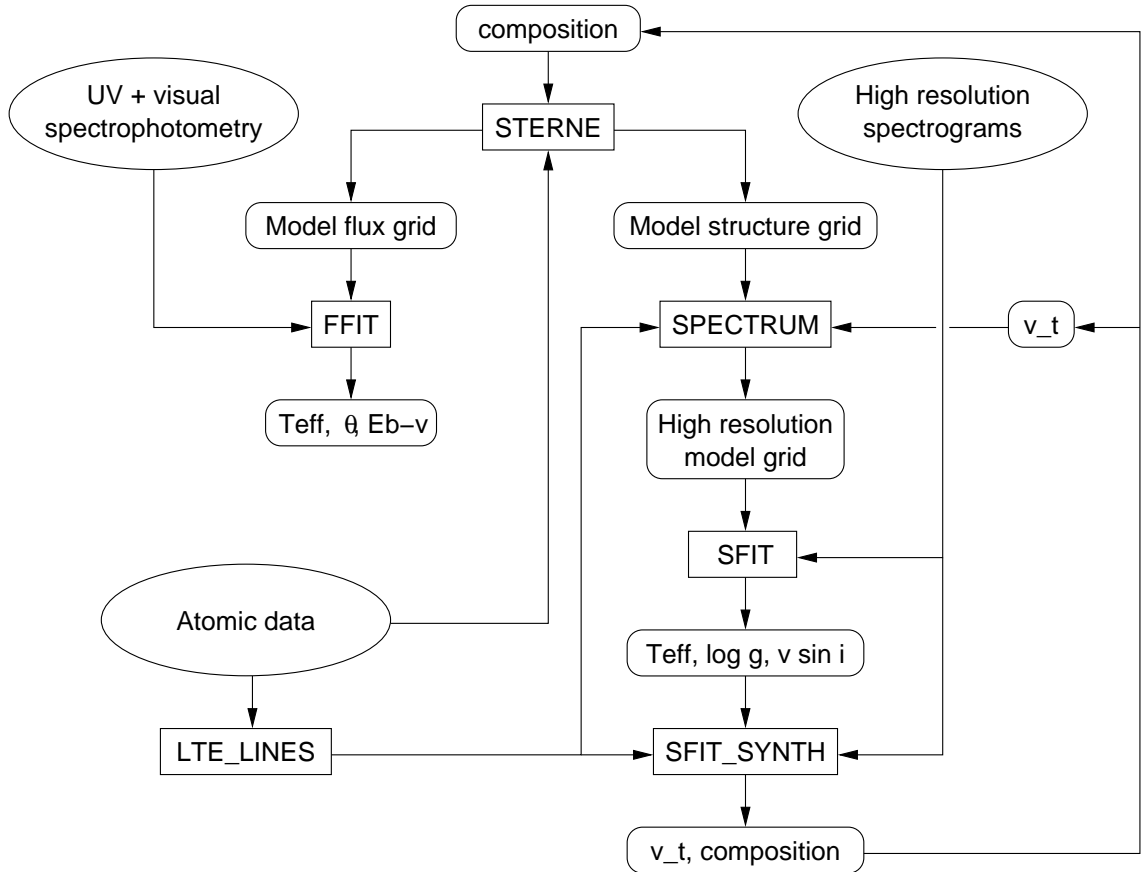 composition
UV + visual
spectrophotometry
High resolution
spectrograms
STERNE
Model flux grid
Model structure grid
FFIT
SPECTRUM
v_t
Teff, θ, Eb−v
High resolution
model grid
SFIT
Atomic data
Teff, log g, v sin i
LTE_LINES
SFIT_SYNTH
v_t, composition